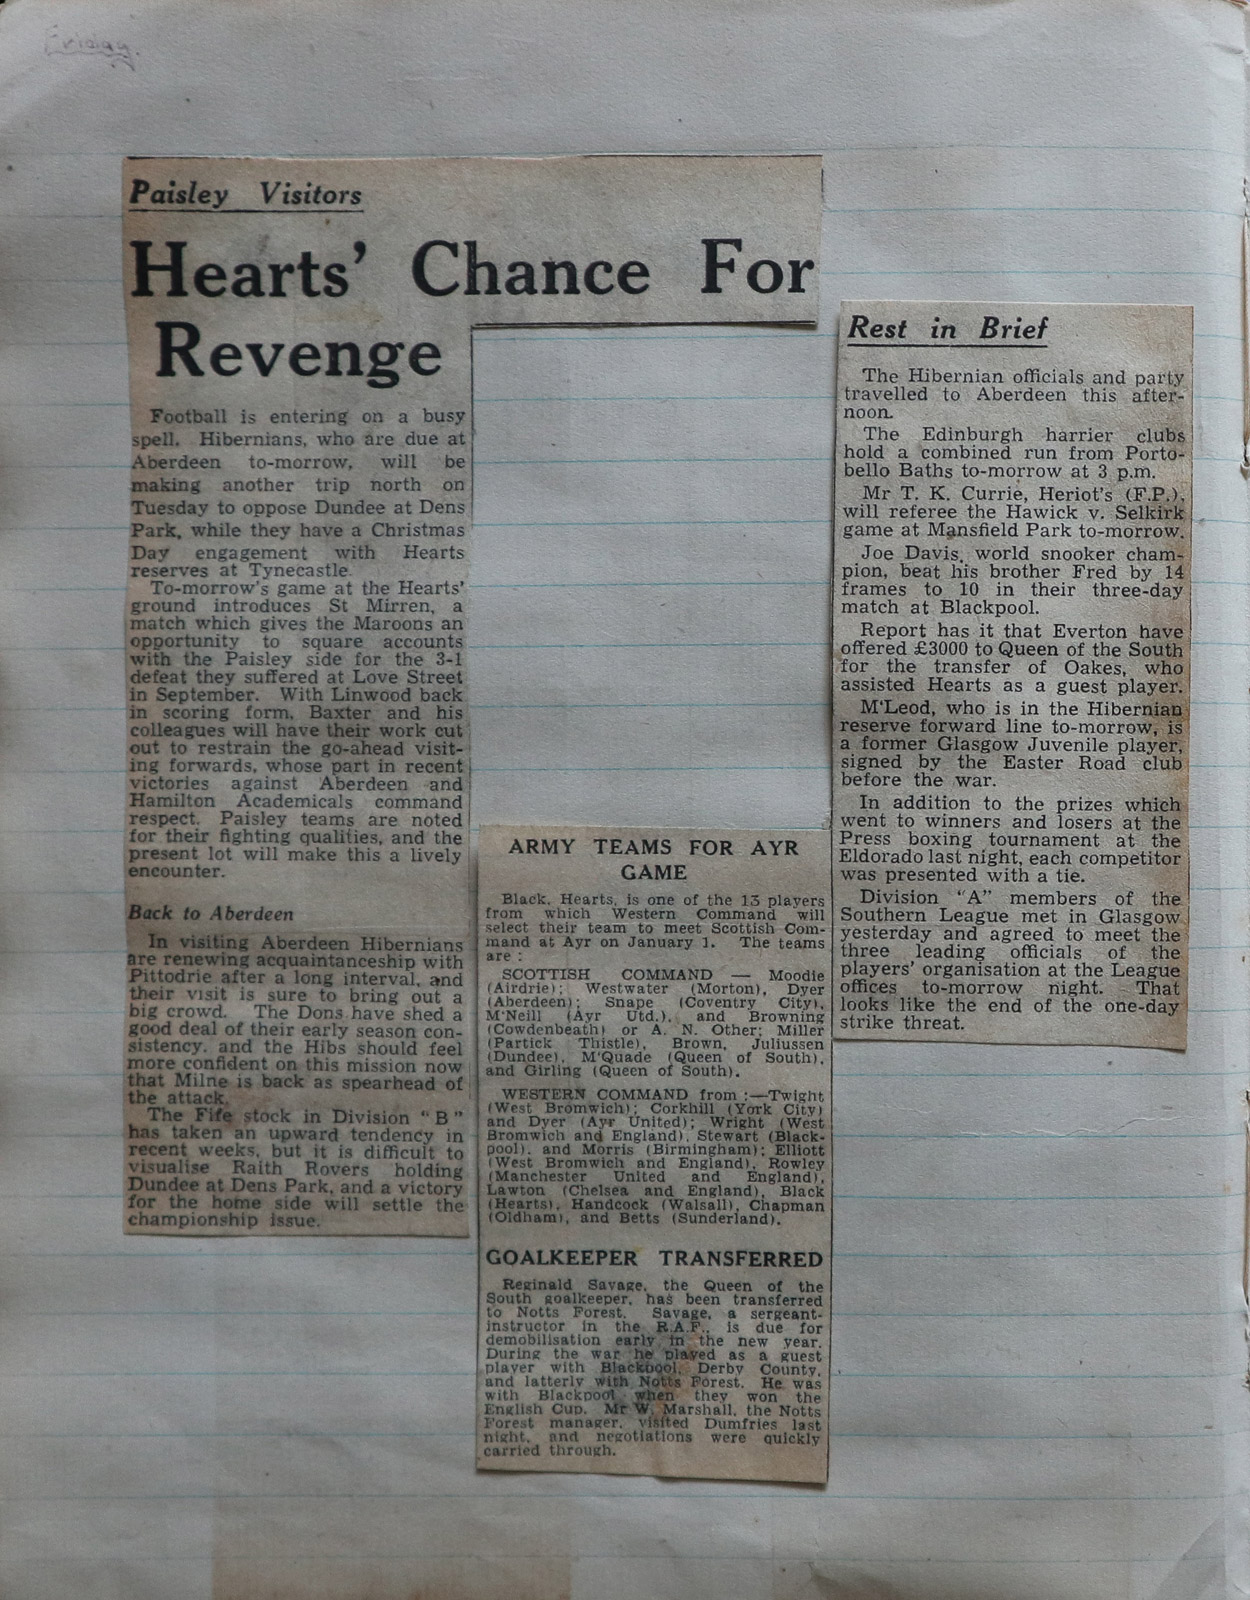 Friday.
Paisley Visitors
Hearts' Chance For
Revenge
Football is entering on a busy
spell. Hibernians, who are due at
Aberdeen to-morrow, will be
making another trip north on
Tuesday to oppose Dundee at Dens
Park, while they have a Christmas
Day engagement with Hearts
reserves at Tynecastle.
To-morrow's game at the Hearts'
ground introduces St Mirren, a
match which gives the Maroons an
opportunity to square accounts
with the Paisley side for the 3-1
defeat they suffered at Love Street
in September. With Linwood back
in scoring form, Baxter and his
colleagues will have their work cut
out to restrain the go-ahead visit-
ing forwards, whose part in recent
victories against Aberdeen and
Hamilton Academicals command
respect. Paisley teams are noted
for their fighting qualities, and the
present lot will make this a lively
encounter.
Back to Aberdeen
In visiting Aberdeen Hibernians
are renewing acquaintanceship with
Pittodrie after a long interval, and
their visit is sure to bring out a
big crowd. The Dons have shed a
good deal of their early season con-
sistency, and the Hibs should feel
more confident on this mission now
that Milne is back as spearhead of
the attack.
The Fife stock in Division "B"
has taken an upward tendency in
recent weeks, but it is difficult to
visualise Raith Rovers holding
Dundee at Dens Park, and a victory
for the home side will settle the
championship issue.
ARMY TEAMS FOR AYR
GAME
Black, Hearts, is one of the 13 players
from which Western Command will
select their team to meet Scottish Com-
mand at Ayr on January 1. The teams
are :
SCOTTISH COMMAND — Moodie
(Airdrie); Westwater (Morton), Dyer
(Aberdeen); Snape (Coventry City),
M'Neill (Ayr Utd.), and Browning
(Cowdenbeath) or A. N. Other; Miller
(Partick Thistle), Brown, Juliussen
(Dundee), M'Quade (Queen of South),
and Girling (Queen of South).
WESTERN COMMAND from :—Twight
(West Bromwich); Corkhill (York City)
and Dyer (Ayr United); Wright (West
Bromwich and England), Stewart (Black-
pool), and Morris (Birmingham); Elliott
(West Bromwich and England), Rowley
(Manchester United and England),
Lawton (Chelsea and England), Black
(Hearts), Handcock (Walsall), Chapman
(Oldham), and Betts (Sunderland).
GOALKEEPER TRANSFERRED
Reginald Savage, the Queen of the
South goalkeeper, has been transferred
to Notts Forest. Savage, a sergeant-
instructor in the R.A.F., is due for
demobilisation early in the new year.
During the war he played as a guest
player with Blackpool, Derby County,
and latterly with Notts Forest. He was
with Blackpool when they won the
English Cup. Mr W. Marshall, the Notts
Forest manager, visited Dumfries last
night, and negotiations were quickly
carried through.
Rest in Brief
The Hibernian officials and party
travelled to Aberdeen this after-
noon.
The Edinburgh harrier clubs
hold a combined run from Porto-
bello Baths to-morrow at 3 p.m.
Mr T. K. Currie, Heriot's (F.P.),
will referee the Hawick v. Selkirk
game at Mansfield Park to-morrow.
Joe Davis, world snooker cham-
pion, beat his brother Fred by 14
frames to 10 in their three-day
match at Blackpool.
Report has it that Everton have
offered £3000 to Queen of the South
for the transfer of Oakes, who
assisted Hearts as a guest player.
M'Leod, who is in the Hibernian
reserve forward line to-morrow, is
a former Glasgow Juvenile player,
signed by the Easter Road club
before the war.
In addition to the prizes which
went to winners and losers at the
Press boxing tournament at the
Eldorado last night, each competitor
was presented with a tie.
Division "A" members of the
Southern League met in Glasgow
yesterday and agreed to meet the
three leading officials of the
players' organisation at the League
offices to-morrow night. That
looks like the end of the one-day
strike threat.